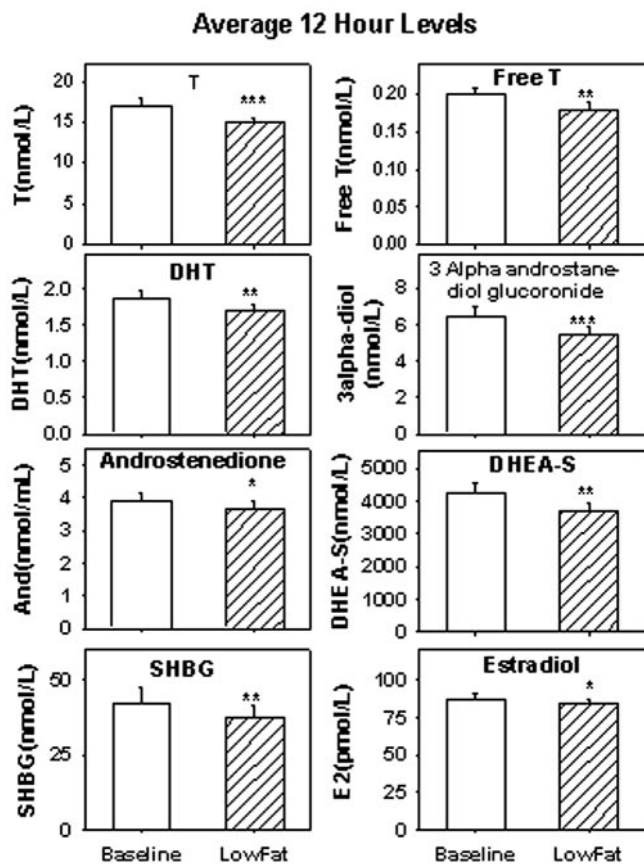 Average 12 Hour Levels
T
T(nmol/L)
20
15
10
5
0
***
Free T
Free T(nmol/L)
0.20
0.15
0.10
0.05
0.00
**
DHT
DHT(nmol/L)
2.0
1.5
1.0
0.5
0.0
**
3 Alpha androstane-
diol glucoronide
3alpha-diol
(nmol/L)
8
6
4
2
0
***
Androstenedione
And(nmol/mL)
5
4
3
2
1
0
*
DHEA-S
DHEA-S(nmol/L)
5000
4000
3000
2000
1000
0
**
SHBG
SHBG(nmol/L)
50
25
0
**
Baseline LowFat
Estradiol
E2(pmol/L)
100
75
50
25
0
*
Baseline LowFat